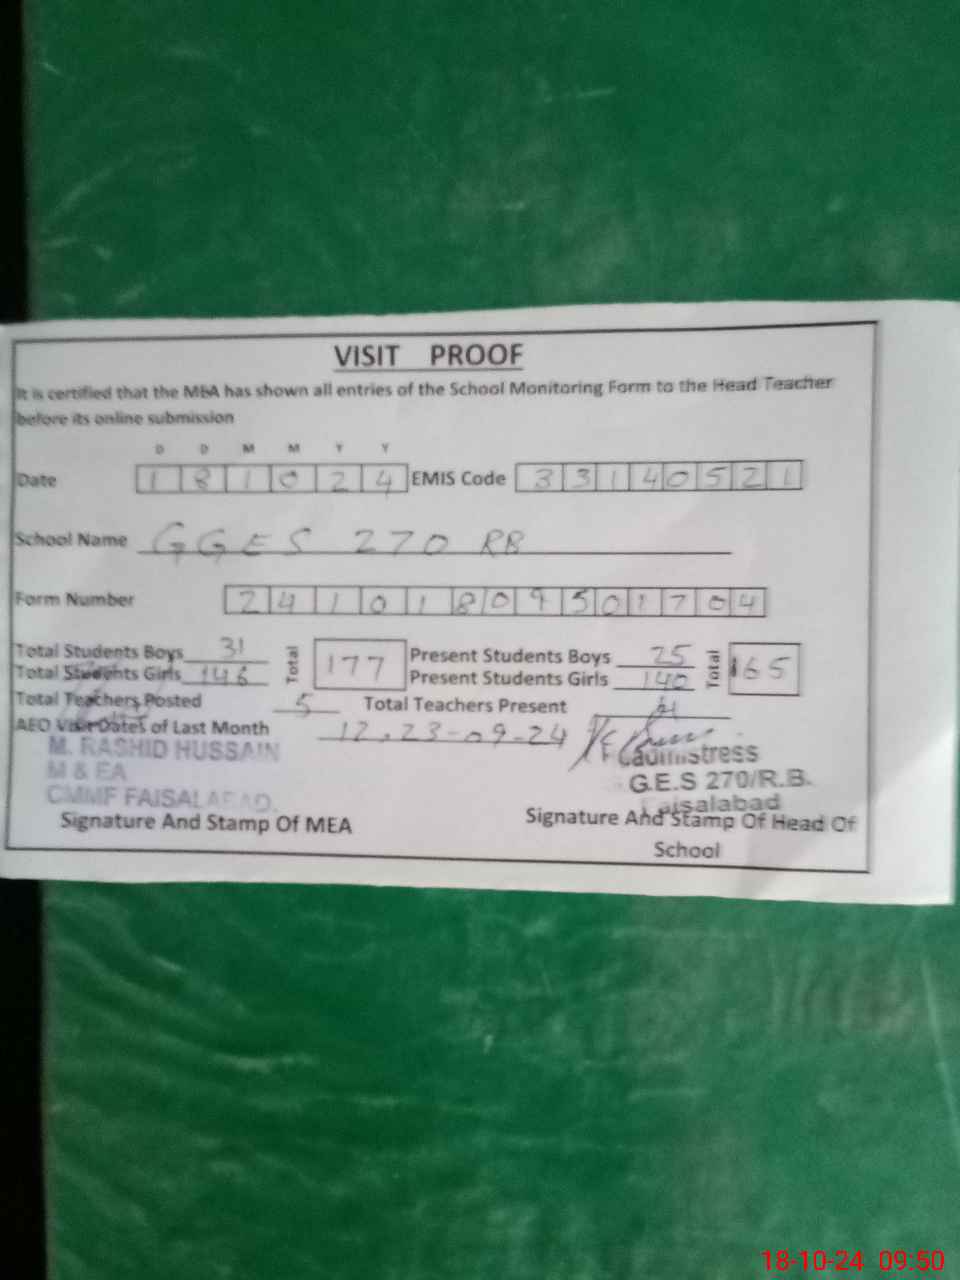 VISIT PROOF
It is certified that the MEA has shown all entries of the School Monitoring Form to the Head Teacher
before its online submission
D D M M Y Y
Date 1 8 1 0 2 4 EMIS Code 3 3 1 4 0 5 2 1
School Name GGES 270 RB
Form Number 2 4 1 0 1 8 0 9 5 0 1 7 0 4
Total Students Boys 31 Total 177 Present Students Boys 25 Total 165
Total Students Girls 146 Present Students Girls 140
Total Teachers Posted 5 Total Teachers Present
AEO Visit Dates of Last Month 12, 23-09-24
M. RASHID HUSSAIN
M & EA
CMMF FAISALABAD.
Signature And Stamp Of MEA
G.E.S 270/R.B.
Faisalabad
Signature And Stamp Of Head Of
School
18-10-24 09:50